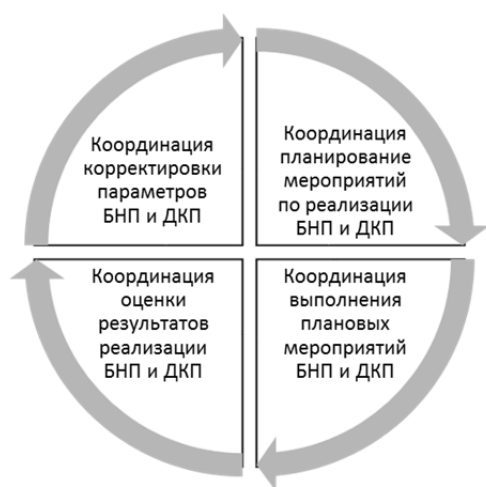 Координация
корректировки
параметров
БНП и ДКП
Координация
планирование
мероприятий
по реализации
БНП и ДКП
Координация
оценки
результатов
реализации
БНП и ДКП
Координация
выполнения
плановых
мероприятий
БНП и ДКП